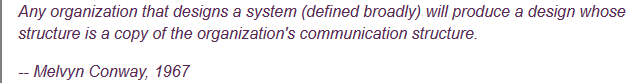 Any organization that designs a system (defined broadly) will produce a design whose
structure is a copy of the organization's communication structure.
-- Melvyn Conway, 1967